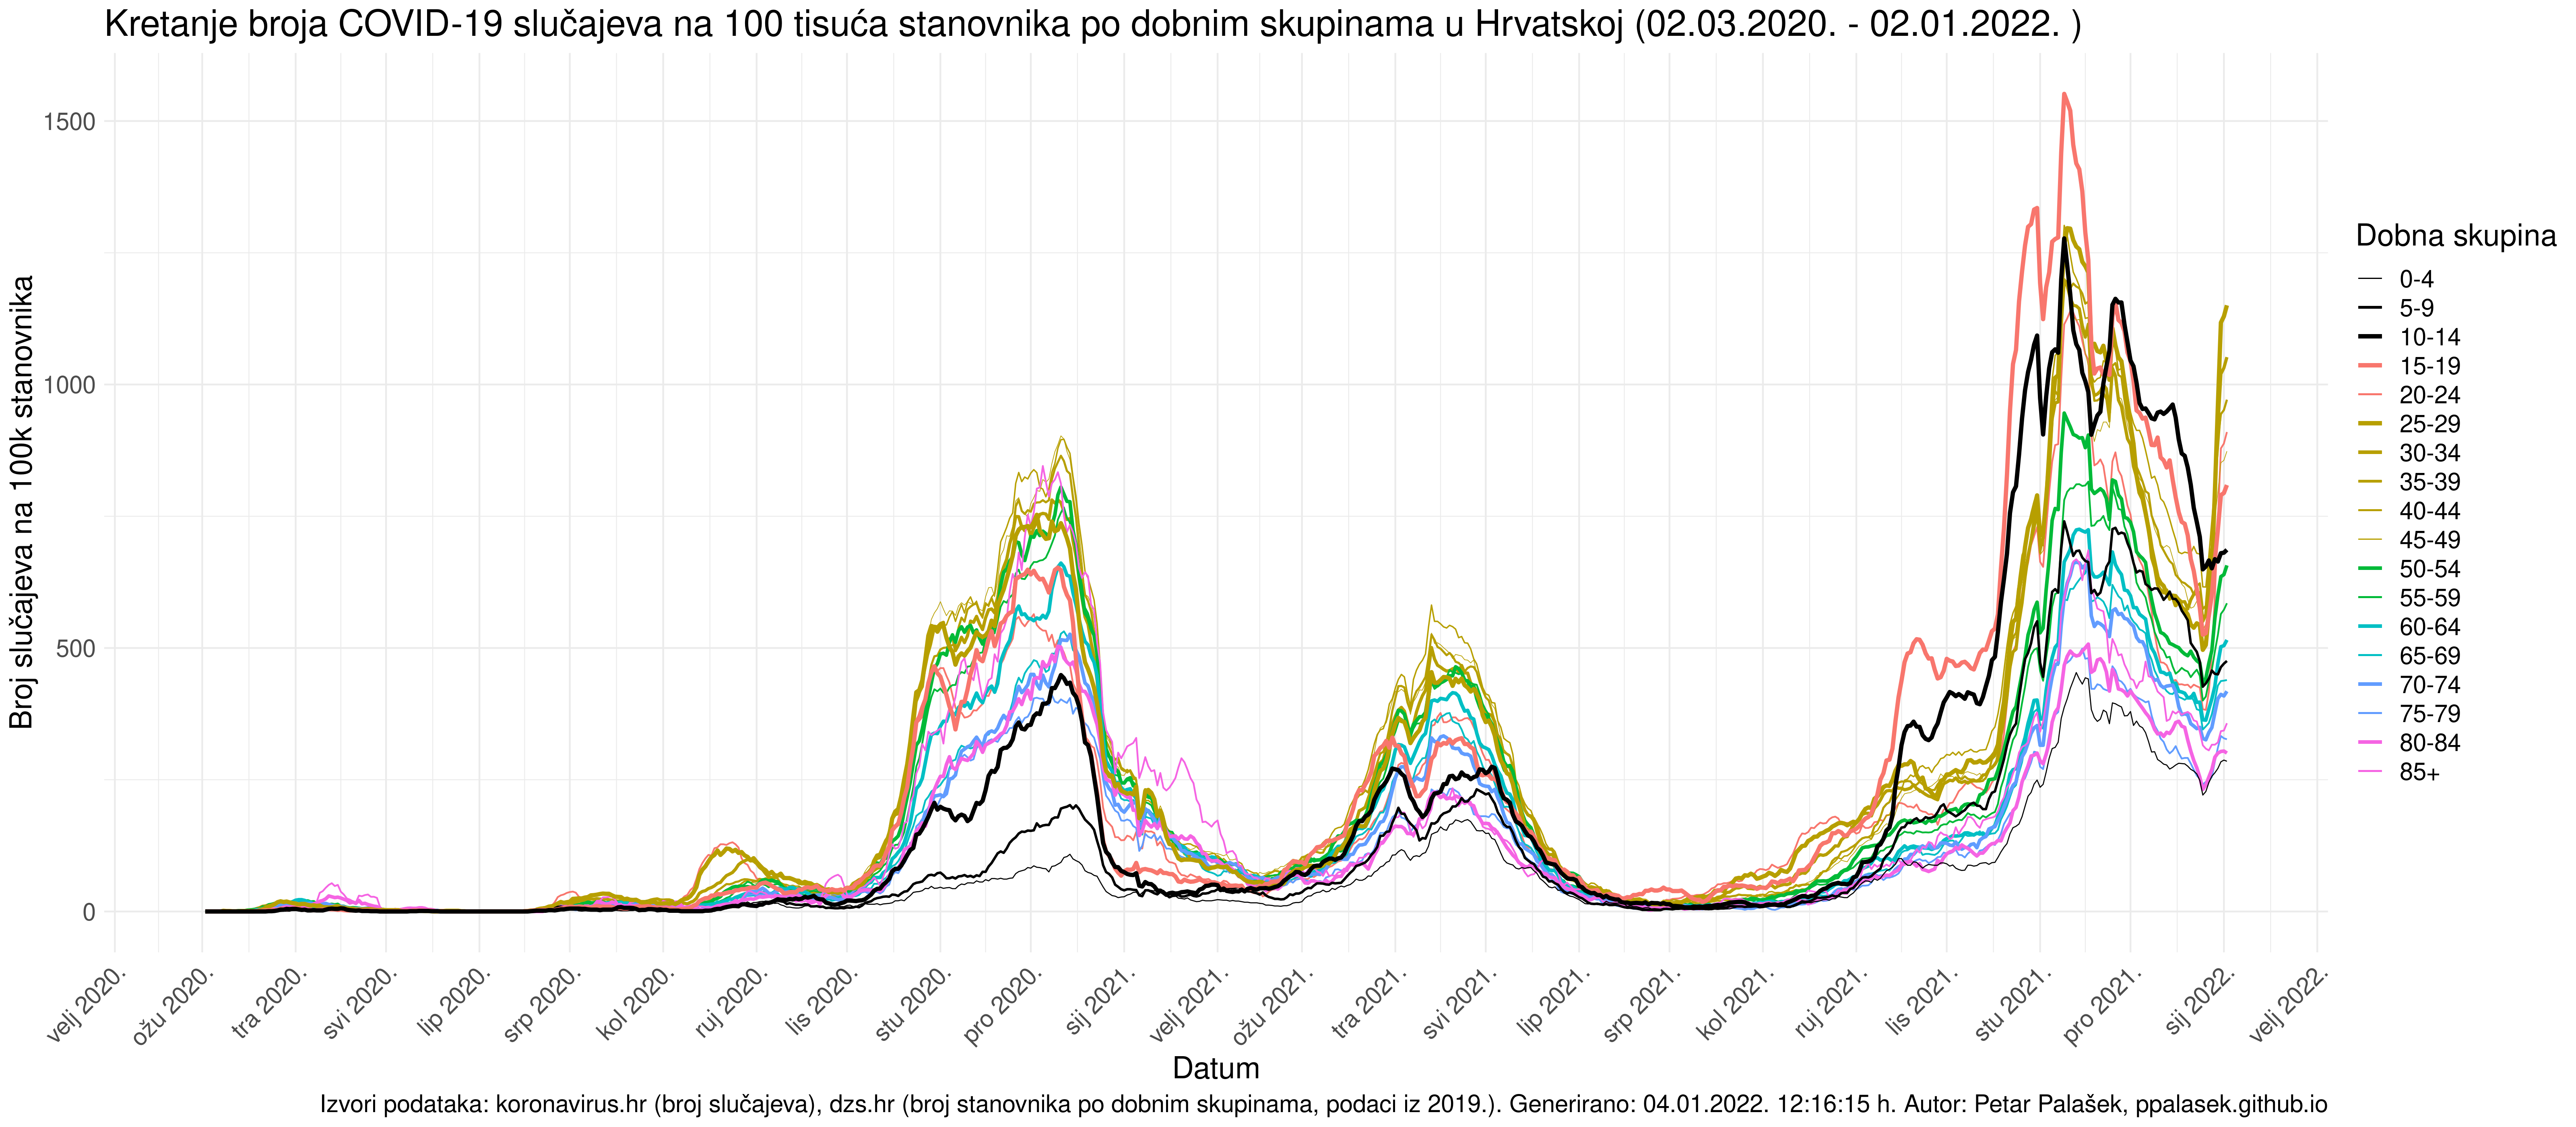 Kretanje broja COVID-19 slučajeva na 100 tisuća stanovnika po dobnim skupinama u Hrvatskoj (02.03.2020. - 02.01.2022. )
Broj slučajeva na 100k stanovnika
1500
1000
500
0
velj 2020.
ožu 2020.
tra 2020.
svi 2020.
lip 2020.
srp 2020.
kol 2020.
ruj 2020.
lis 2020.
stu 2020.
pro 2020.
sij 2021.
velj 2021.
ožu 2021.
tra 2021.
svi 2021.
lip 2021.
srp 2021.
kol 2021.
ruj 2021.
lis 2021.
stu 2021.
pro 2021.
sij 2022.
velj 2022.
Datum
Dobna skupina
0-4
5-9
10-14
15-19
20-24
25-29
30-34
35-39
40-44
45-49
50-54
55-59
60-64
65-69
70-74
75-79
80-84
85+
Izvori podataka: koronavirus.hr (broj slučajeva), dzs.hr (broj stanovnika po dobnim skupinama, podaci iz 2019.). Generirano: 04.01.2022. 12:16:15 h. Autor: Petar Palašek, ppalasek.github.io